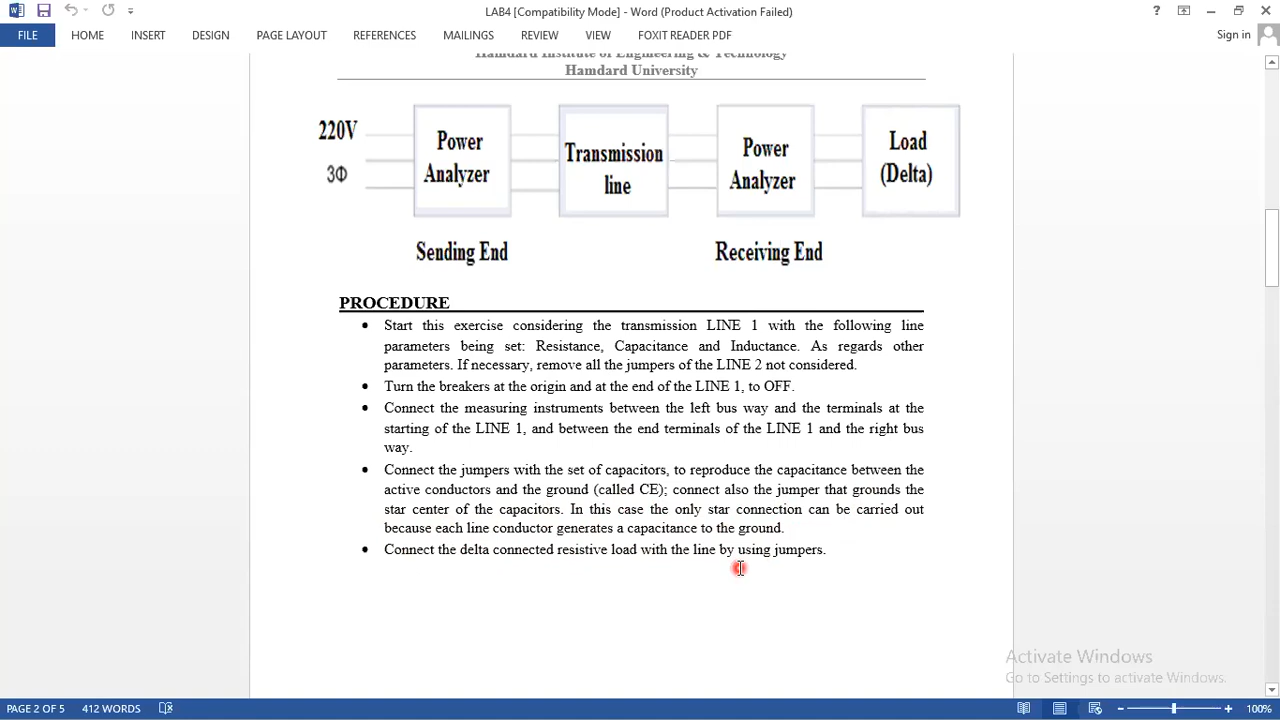 LAB4 [Compatibility Mode] - Word (Product Activation Failed)
FILE HOME INSERT DESIGN PAGE LAYOUT REFERENCES MAILINGS REVIEW VIEW FOXIT READER PDF Sign in
Hamdard Institute of Engineering & Technology
Hamdard University
220V
3Φ
Power
Analyzer
Transmission
line
Power
Analyzer
Load
(Delta)
Sending End
Receiving End
PROCEDURE
• Start this exercise considering the transmission LINE 1 with the following line
parameters being set: Resistance, Capacitance and Inductance. As regards other
parameters. If necessary, remove all the jumpers of the LINE 2 not considered.
• Turn the breakers at the origin and at the end of the LINE 1, to OFF.
• Connect the measuring instruments between the left bus way and the terminals at the
starting of the LINE 1, and between the end terminals of the LINE 1 and the right bus
way.
• Connect the jumpers with the set of capacitors, to reproduce the capacitance between the
active conductors and the ground (called CE); connect also the jumper that grounds the
star center of the capacitors. In this case the only star connection can be carried out
because each line conductor generates a capacitance to the ground.
• Connect the delta connected resistive load with the line by using jumpers.
Activate Windows
Go to Settings to activate Windows.
PAGE 2 OF 5 412 WORDS 100%